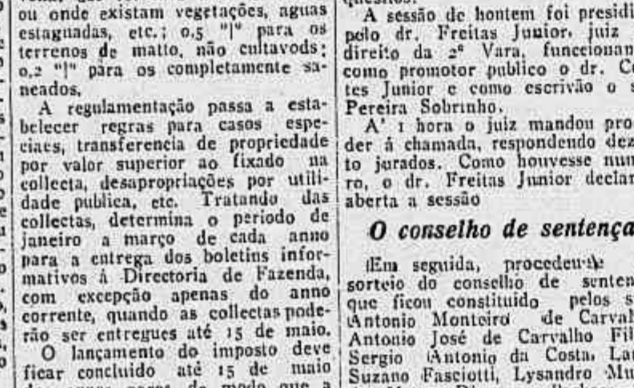 ou onde existam vegetações, aguas
estagnadas, etc.; 0,5 "|" para os
terrenos de matto, não cultavods;
0,2 "|" para os completamente sa-
neados.
A regulamentação passa a esta-
belecer regras para casos espe-
ciaes, transferencia de propriedade
por valor superior ao fixado na
collecta, desapropriações por utili-
dade publica, etc. Tratando das
collectas, determina o periodo de
janeiro a março de cada anno
para a entrega dos boletins infor-
mativos á Directoria de Fazenda,
com excepção apenas do anno
corrente, quando as collectas pode-
rão ser entregues até 15 de maio.
O lançamento do imposto deve
ficar concluido até 15 de maio
A sessão de hontem foi presidi
pelo dr. Freitas Junior, juiz
direito da 2ª Vara, funccionan
como promotor publico o dr. C
tes Junior e como escrivão o s
Pereira Sobrinho.
A' 1 hora o juiz mandou pro
der á chamada, respondendo dez
to jurados. Como houvesse num
ro, o dr. Freitas Junior declar
aberta a sessão
O conselho de sentença
Em seguida, procedeu
sorteio do conselho de senten
que ficou constituido pelos s
Antonio Monteiro de Carval
Antonio José de Carvalho Fil
Sergio Antonio da Costa, La
Suzano Fasciotti, Lysandro Mu